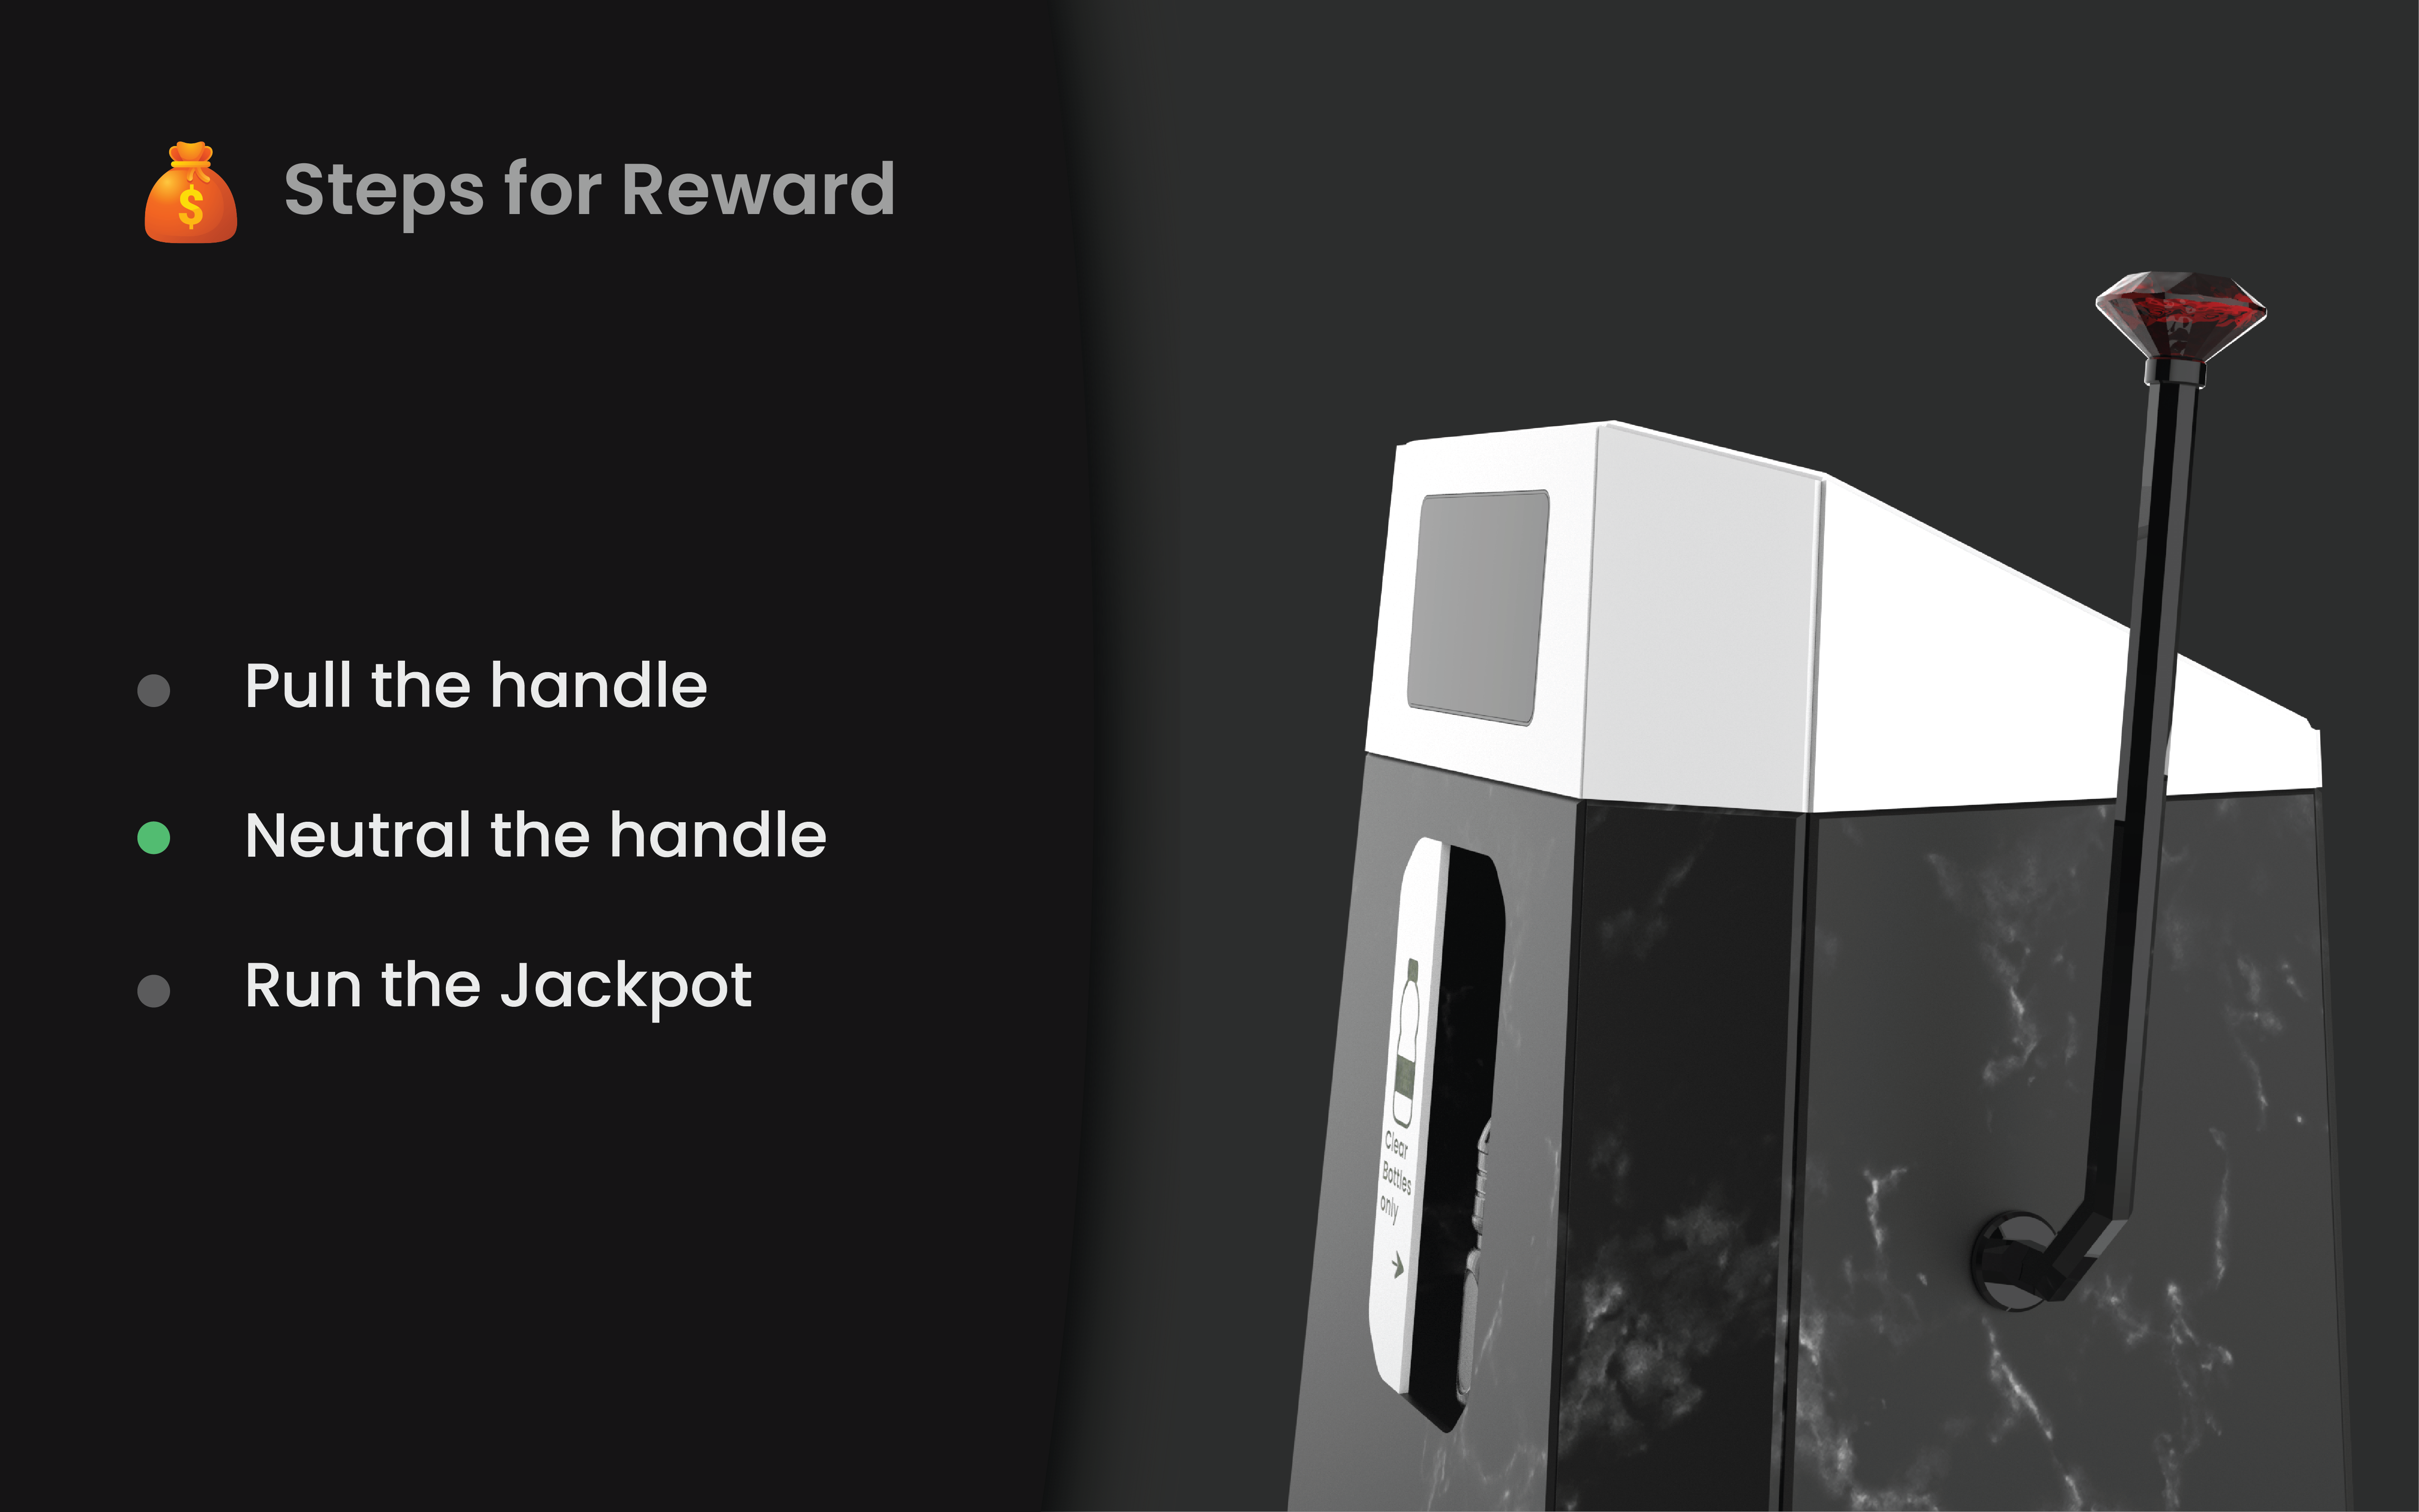 $ Steps for Reward
Pull the handle
Neutral the handle
Run the Jackpot
Clear
Bottles
only